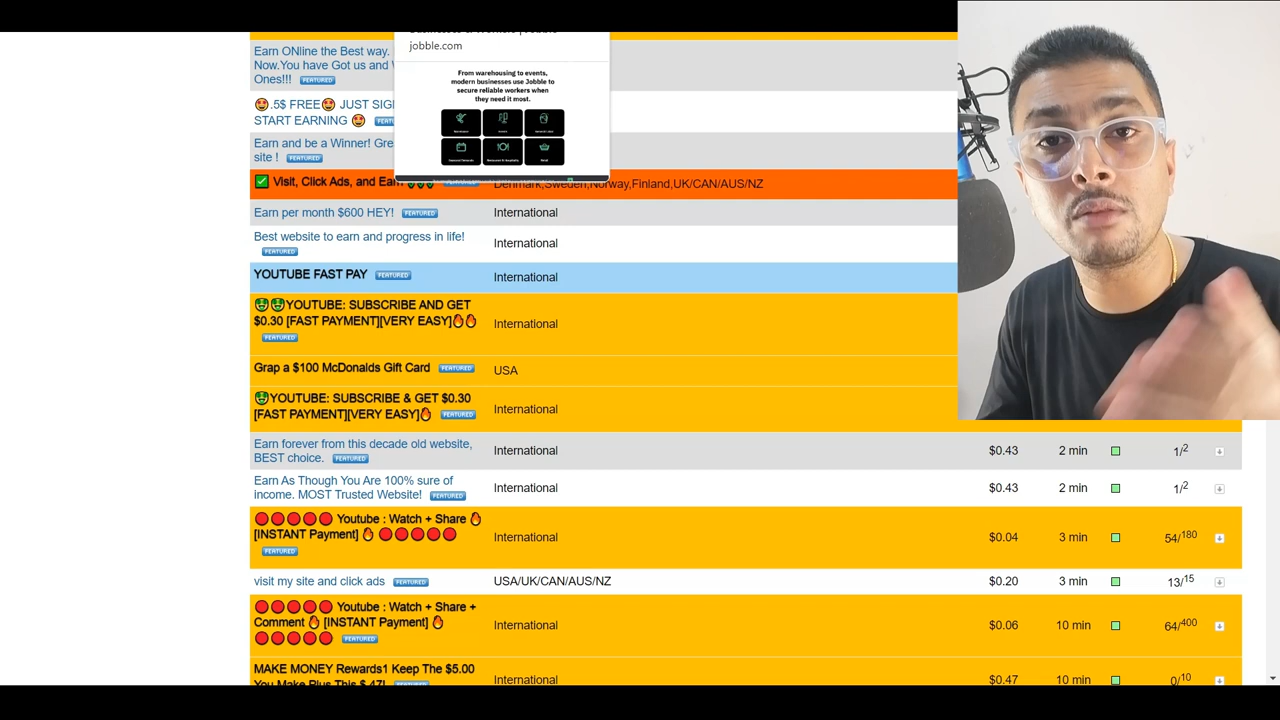 jobble.com
From warehousing to events,
modern businesses use Jobble to
secure reliable workers when
they need it most.
Earn ONline the Best way.
Now.You have Got us and
Ones!!! FEATURED
.5$ FREE JUST SIG
START EARNING
Earn and be a Winner! Gre
site ! FEATURED
Visit, Click Ads, and Earn Denmark,Sweden,Norway,Finland,UK/CAN/AUS/NZ
Earn per month $600 HEY! FEATURED International
Best website to earn and progress in life!
FEATURED International
YOUTUBE FAST PAY FEATURED International
YOUTUBE: SUBSCRIBE AND GET
$0.30 [FAST PAYMENT][VERY EASY]
FEATURED International
Grap a $100 McDonalds Gift Card FEATURED USA
YOUTUBE: SUBSCRIBE & GET $0.30
[FAST PAYMENT][VERY EASY] FEATURED International
Earn forever from this decade old website,
BEST choice. FEATURED International $0.43 2 min 1/2
Earn As Though You Are 100% sure of
income. MOST Trusted Website! FEATURED International $0.43 2 min 1/2
Youtube : Watch + Share
[INSTANT Payment] International $0.04 3 min 54/180
FEATURED
visit my site and click ads FEATURED USA/UK/CAN/AUS/NZ $0.20 3 min 13/15
Youtube : Watch + Share +
Comment [INSTANT Payment] International $0.06 10 min 64/400
FEATURED
MAKE MONEY Rewards1 Keep The $5.00
You Make Plus This $.47! International $0.47 10 min 0/10